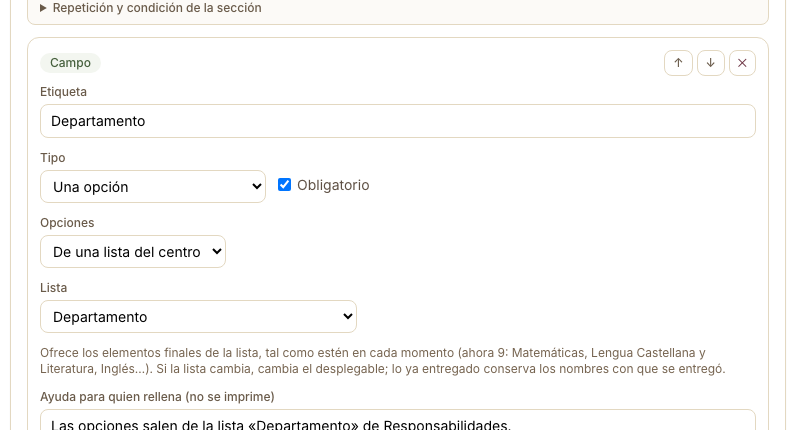 Repetición y condición de la sección
Campo
Etiqueta
Departamento
Tipo
Una opción
Obligatorio
Opciones
De una lista del centro
Lista
Departamento
Ofrece los elementos finales de la lista, tal como estén en cada momento (ahora 9: Matemáticas, Lengua Castellana y
Literatura, Inglés...). Si la lista cambia, cambia el desplegable; lo ya entregado conserva los nombres con que se entregó.
Ayuda para quien rellena (no se imprime)
Las opciones salen de la lista «Departamento» de Responsabilidades.